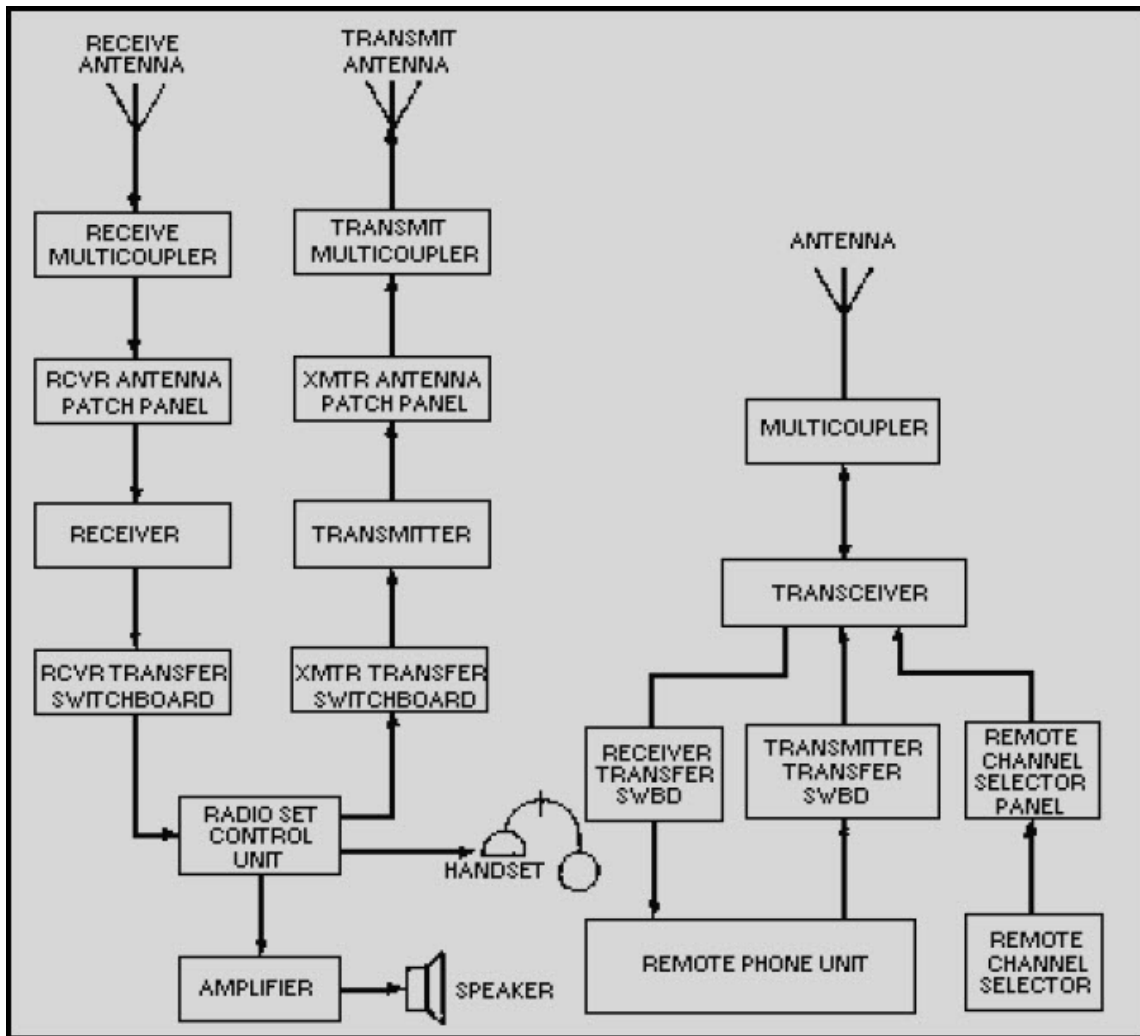 RECEIVE
ANTENNA
TRANSMIT
ANTENNA
RECEIVE
MULTICOUPLER
TRANSMIT
MULTICOUPLER
ANTENNA
RCVR ANTENNA
PATCH PANEL
XMTR ANTENNA
PATCH PANEL
MULTICOUPLER
RECEIVER
TRANSMITTER
TRANSCEIVER
RCVR TRANSFER
SWITCHBOARD
XMTR TRANSFER
SWITCHBOARD
RECEIVER
TRANSFER
SWBD
TRANSMITTER
TRANSFER
SWBD
REMOTE
CHANNEL
SELECTOR
PANEL
RADIO SET
CONTROL
UNIT
HANDSET
AMPLIFIER
SPEAKER
REMOTE PHONE UNIT
REMOTE
CHANNEL
SELECTOR